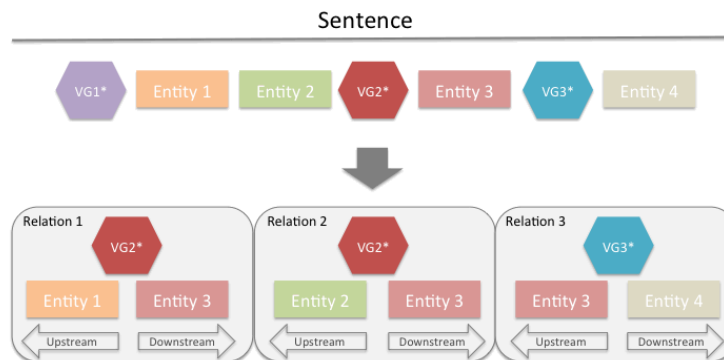 Sentence
VG1* Entity 1 Entity 2 VG2* Entity 3 VG3* Entity 4
Relation 1
VG2*
Entity 1 Entity 3
Upstream Downstream
Relation 2
VG2*
Entity 2 Entity 3
Upstream Downstream
Relation 3
VG3*
Entity 3 Entity 4
Upstream Downstream